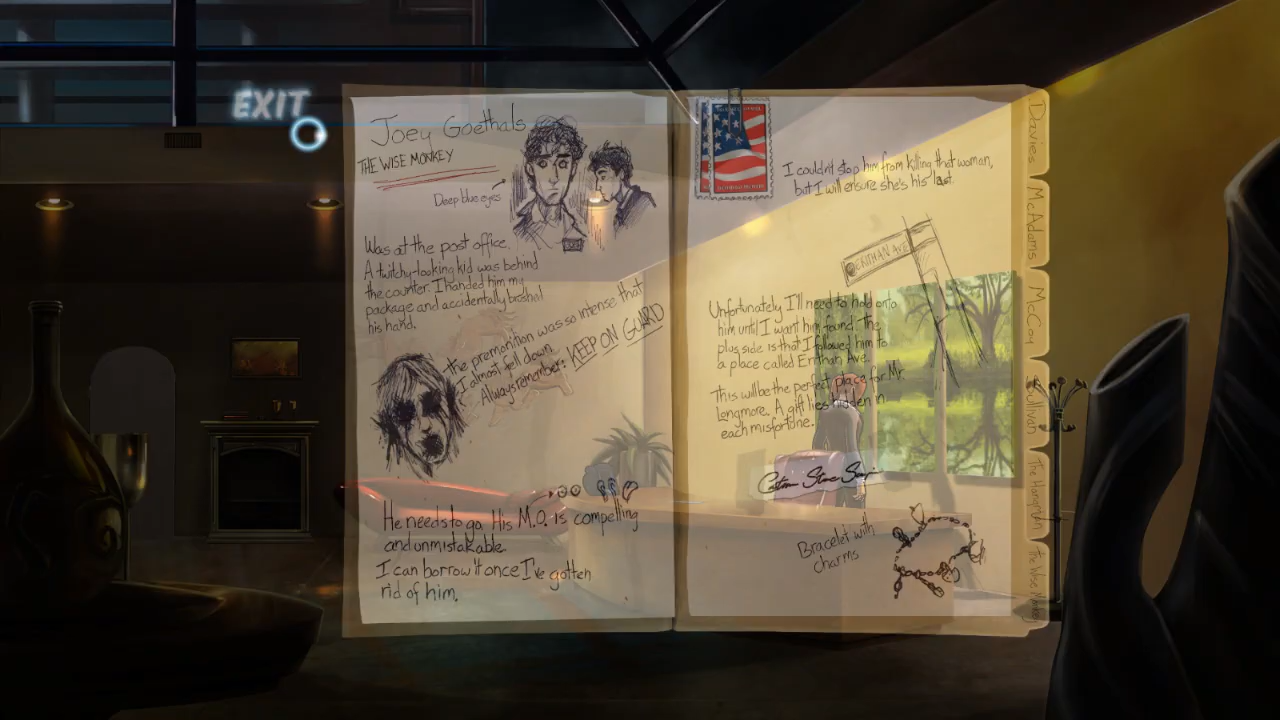 EXIT
Joey Goethals
THE WISE MONKEY
Deep blue eyes
Was at the post office.
A twitchy-looking kid was behind
the counter. I handed him my
package and accidentally brushed
his hand.
the premonition was so intense that
I almost fell down
Always remember: KEEP ON GUARD
He needs to go. His M.O. is compelling
and unmistakable
I can borrow it once I've gotten
rid of him.
I couldn't stop him from killing that woman,
but I will ensure she's his last.
ERITHAN AVE
Unfortunately I'll need to hold onto
him until I want him found. The
plus side is that I followed him to
a place called Erithan Ave.
This will be the perfect place for Mr
Longmore. A gift lies hidden in
each misfortune.
Bracelet with
charms
Davies
McAdams
McCoy
Sullivan
The Hangman
The Wise Monkey